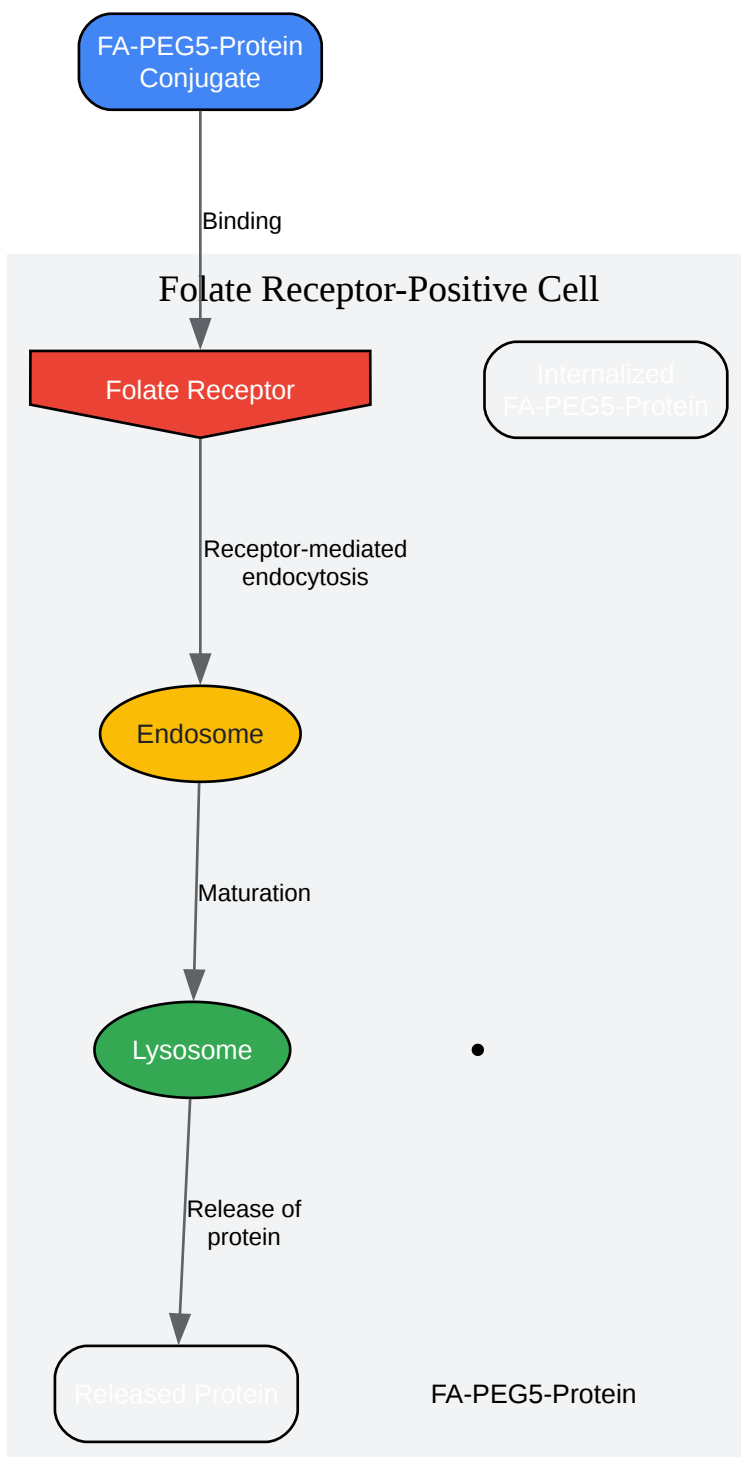 FA-PEG5-Protein
Conjugate
Binding
Folate Receptor-Positive Cell
Folate Receptor
Internalized
FA-PEG5-Protein
Receptor-mediated
endocytosis
Endosome
Maturation
Lysosome
Release of
protein
Released Protein
FA-PEG5-Protein